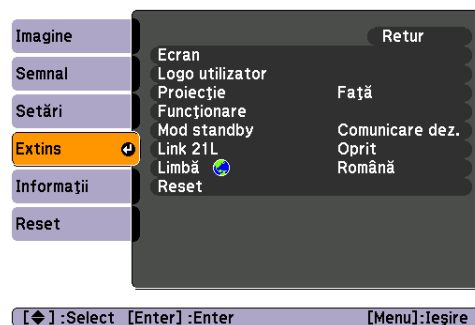 Imagine
Semnal
Setări
Extins
Informaţii
Reset
Retur
Ecran
Logo utilizator
Proiecţie Faţă
Funcţionare
Mod standby Comunicare dez.
Link 21L Oprit
Limbă Română
Reset
[ ] :Select [Enter] :Enter [Menu]:Ieşire